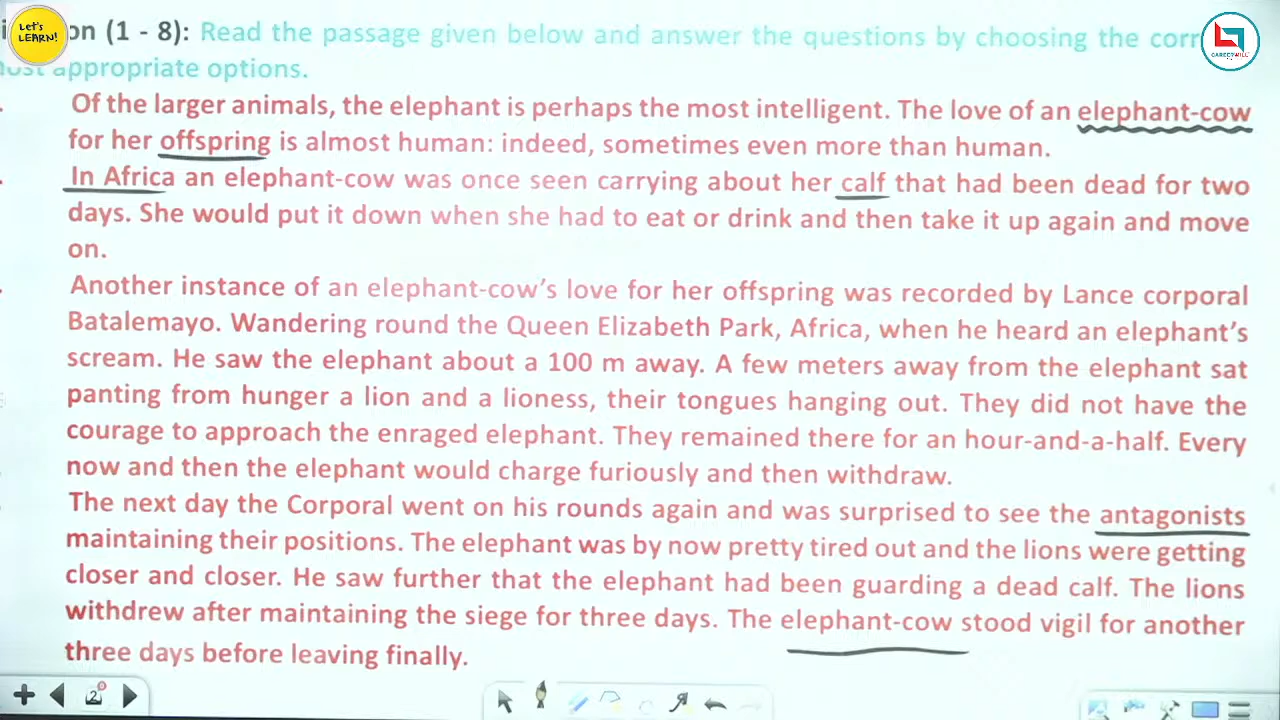 Let's
LEARN!
on (1 - 8): Read the passage given below and answer the questions by choosing the corr
most appropriate options.
Of the larger animals, the elephant is perhaps the most intelligent. The love of an elephant-cow
for her offspring is almost human: indeed, sometimes even more than human.
In Africa an elephant-cow was once seen carrying about her calf that had been dead for two
days. She would put it down when she had to eat or drink and then take it up again and move
on.
Another instance of an elephant-cow's love for her offspring was recorded by Lance corporal
Batalemayo. Wandering round the Queen Elizabeth Park, Africa, when he heard an elephant's
scream. He saw the elephant about a 100 m away. A few meters away from the elephant sat
panting from hunger a lion and a lioness, their tongues hanging out. They did not have the
courage to approach the enraged elephant. They remained there for an hour-and-a-half. Every
now and then the elephant would charge furiously and then withdraw.
The next day the Corporal went on his rounds again and was surprised to see the antagonists
maintaining their positions. The elephant was by now pretty tired out and the lions were getting
closer and closer. He saw further that the elephant had been guarding a dead calf. The lions
withdrew after maintaining the siege for three days. The elephant-cow stood vigil for another
three days before leaving finally.
2